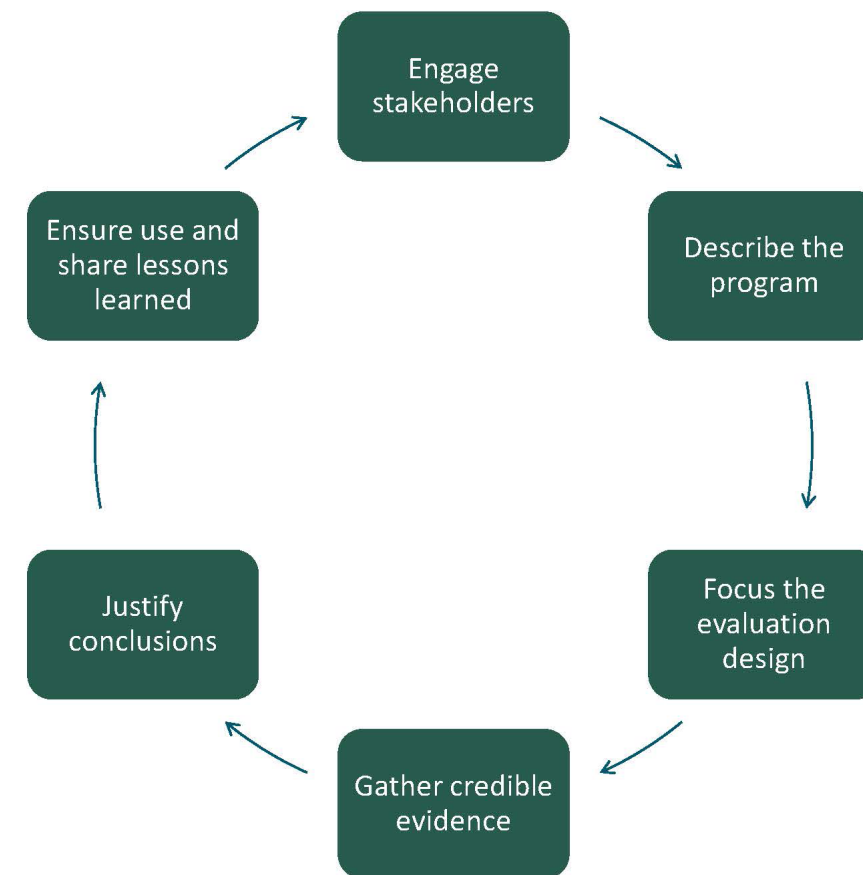 Engage
stakeholders
Describe the
program
Focus the
evaluation
design
Gather credible
evidence
Justify
conclusions
Ensure use and
share lessons
learned